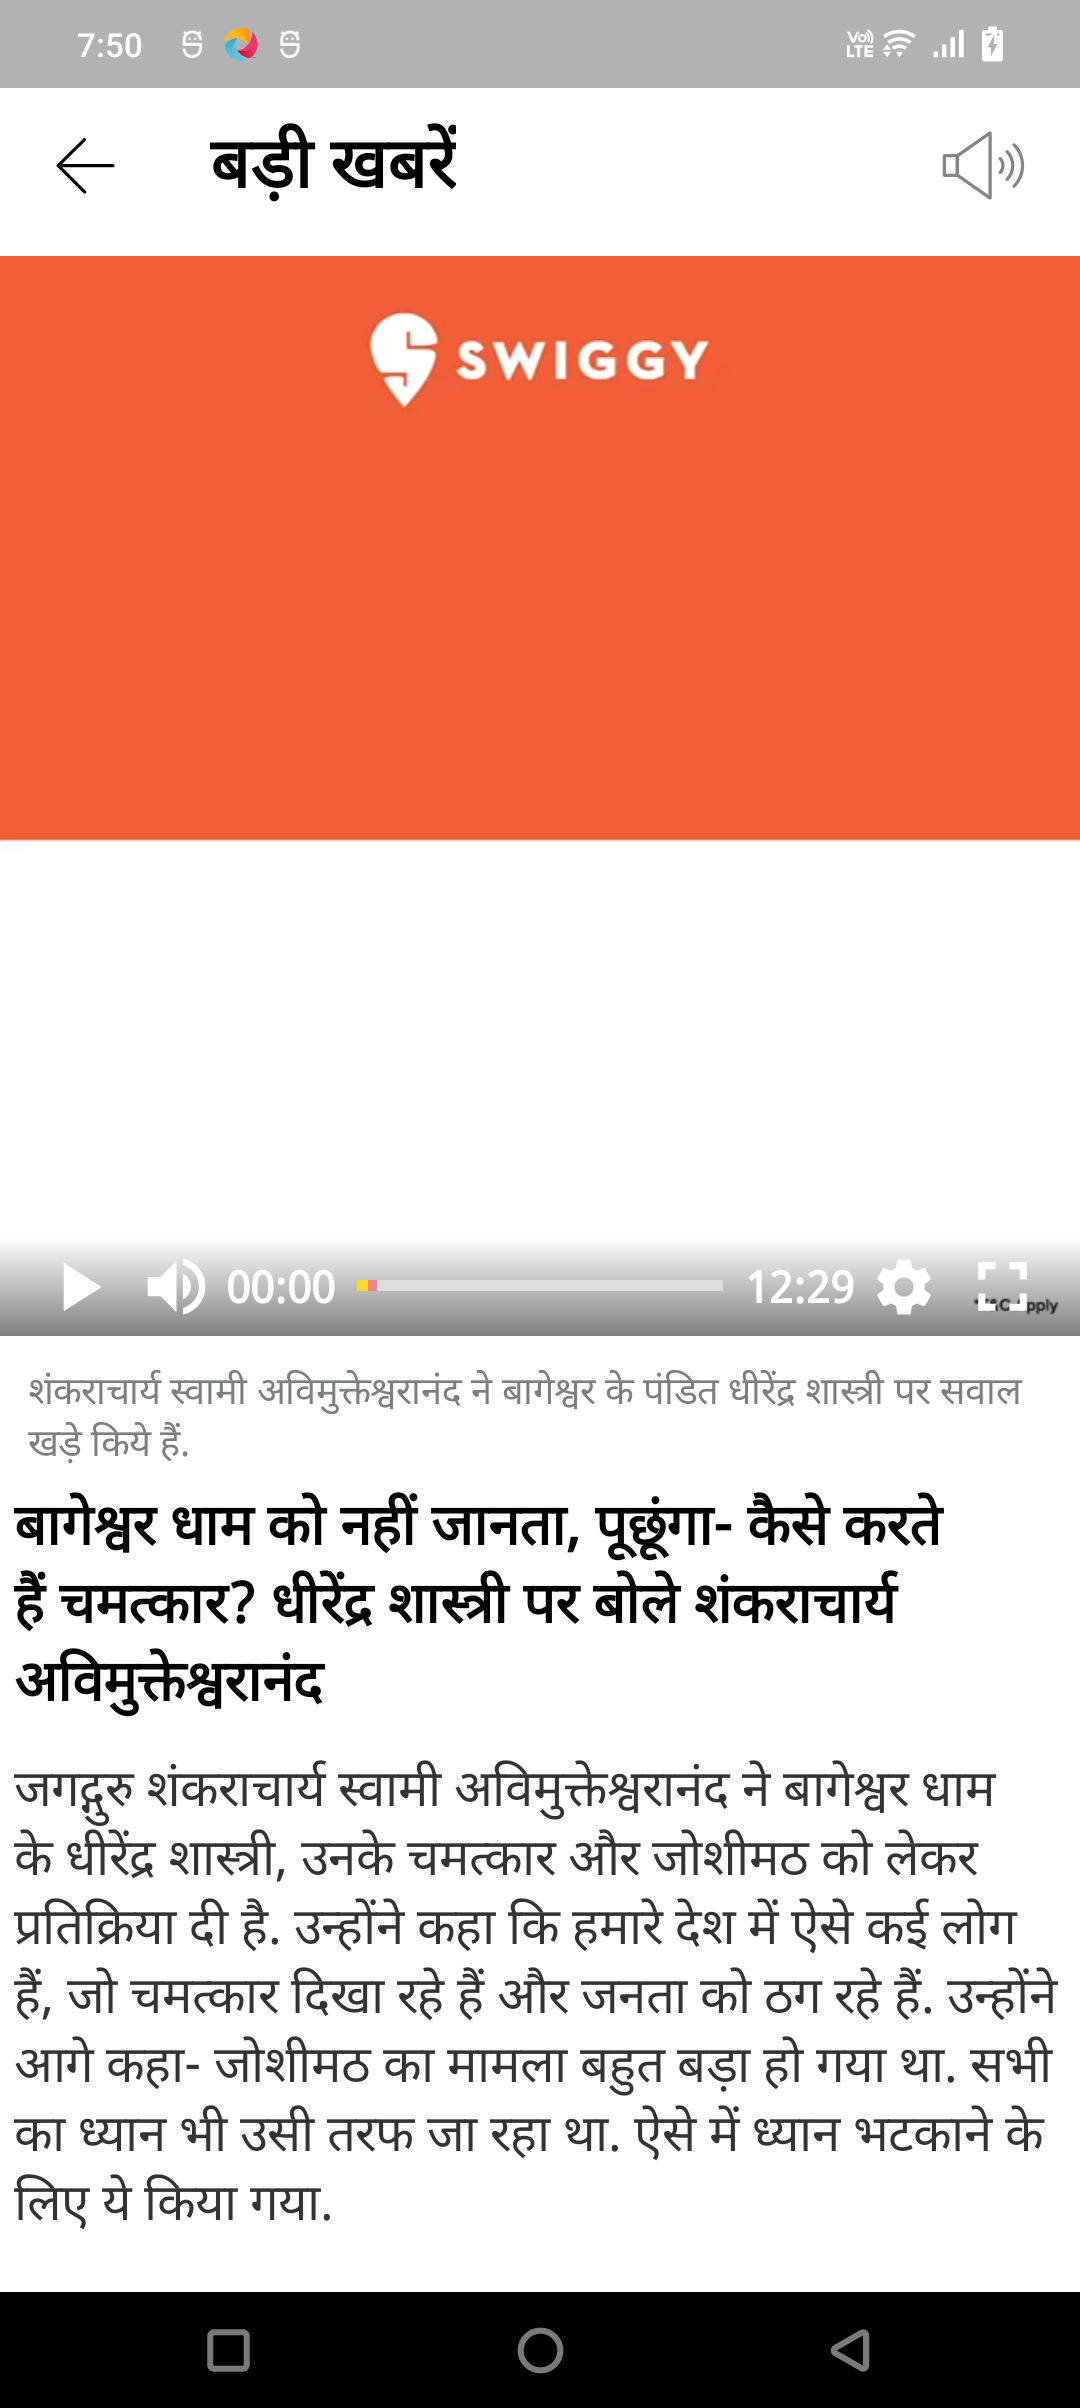 7:50
Vo)
LTE
बड़ी खबरें
SWIGGY
00:00
12:29
शंकराचार्य स्वामी अविमुक्तेश्वरानंद ने बागेश्वर के पंडित धीरेंद्र शास्त्री पर सवाल
खड़े किये हैं.
बागेश्वर धाम को नहीं जानता, पूछूंगा- कैसे करते
हैं चमत्कार? धीरेंद्र शास्त्री पर बोले शंकराचार्य
अविमुक्तेश्वरानंद
जगद्गुरु शंकराचार्य स्वामी अविमुक्तेश्वरानंद ने बागेश्वर धाम
के धीरेंद्र शास्त्री, उनके चमत्कार और जोशीमठ को लेकर
प्रतिक्रिया दी है. उन्होंने कहा कि हमारे देश में ऐसे कई लोग
हैं, जो चमत्कार दिखा रहे हैं और जनता को ठग रहे हैं. उन्होंने
आगे कहा- जोशीमठ का मामला बहुत बड़ा हो गया था. सभी
का ध्यान भी उसी तरफ जा रहा था. ऐसे में ध्यान भटकाने के
लिए ये किया गया.